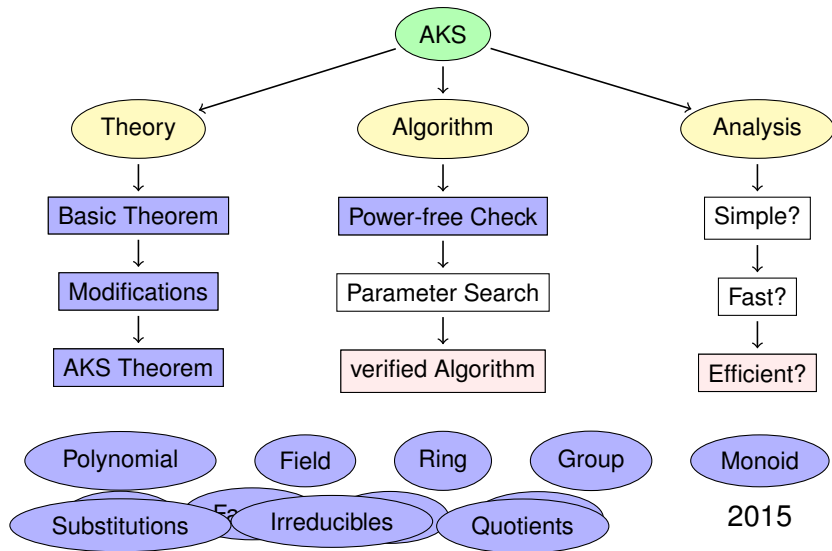 AKS
Theory Algorithm Analysis
Basic Theorem Power-free Check Simple?
Modifications Parameter Search Fast?
AKS Theorem verified Algorithm Efficient?
Polynomial Field Ring Group Monoid
Substitutions Irreducibles Quotients 2015